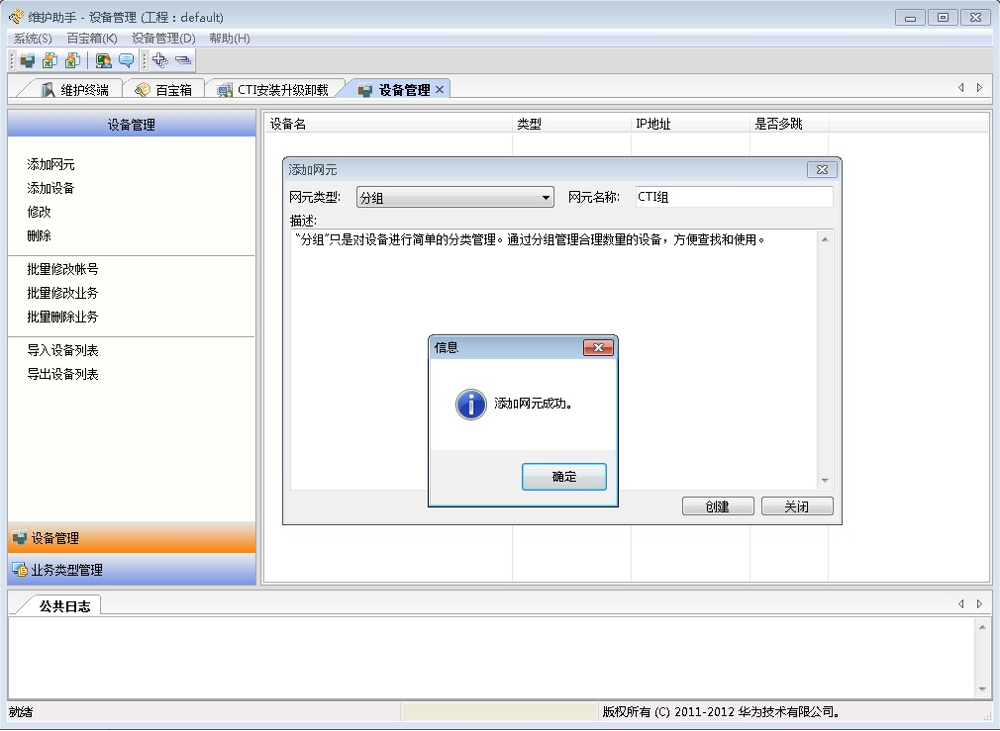 维护助手 - 设备管理 (工程：default)
系统(S) 百宝箱(K) 设备管理(D) 帮助(H)
维护终端 百宝箱 CTI安装升级卸载 设备管理
设备管理
添加网元
添加设备
修改
删除
批量修改帐号
批量修改业务
批量删除业务
导入设备列表
导出设备列表
设备管理
业务类型管理
设备名 类型 IP地址 是否多跳
添加网元
网元类型: 分组 网元名称: CTI组
描述:
“分组”只是对设备进行简单的分类管理。通过分组管理合理数量的设备，方便查找和使用。
信息
添加网元成功。
确定
创建 关闭
公共日志
就绪 版权所有 (C) 2011-2012 华为技术有限公司。